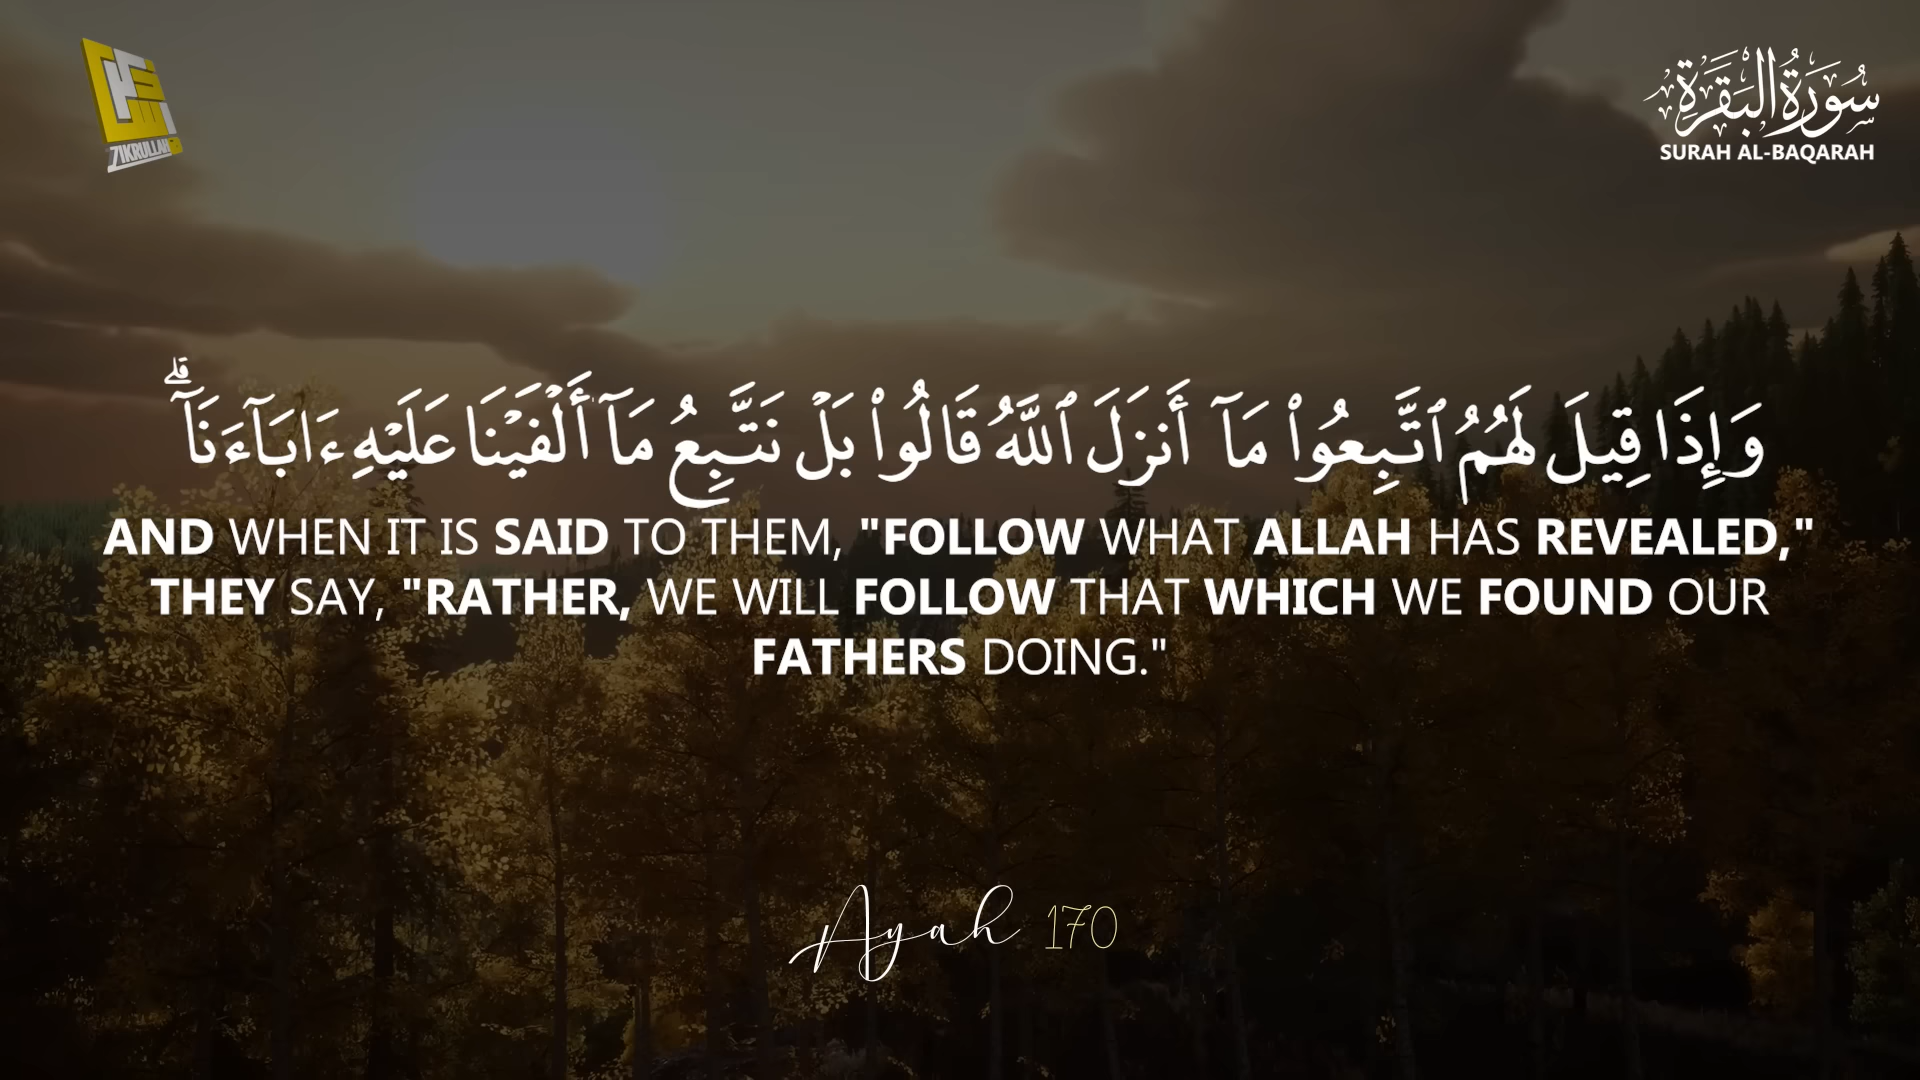 ZIKRULLAH
سُورَةُ البَقَرَةِ
SURAH AL-BAQARAH
وَإِذَا قِيلَ لَهُمُ ٱتَّبِعُوا۟ مَآ أَنزَلَ ٱللَّهُ قَالُوا۟ بَلْ نَتَّبِعُ مَآ أَلْفَيْنَا عَلَيْهِ ءَابَآءَنَآ ۗ
AND WHEN IT IS SAID TO THEM, "FOLLOW WHAT ALLAH HAS REVEALED,"
THEY SAY, "RATHER, WE WILL FOLLOW THAT WHICH WE FOUND OUR
FATHERS DOING."
Ayah 170